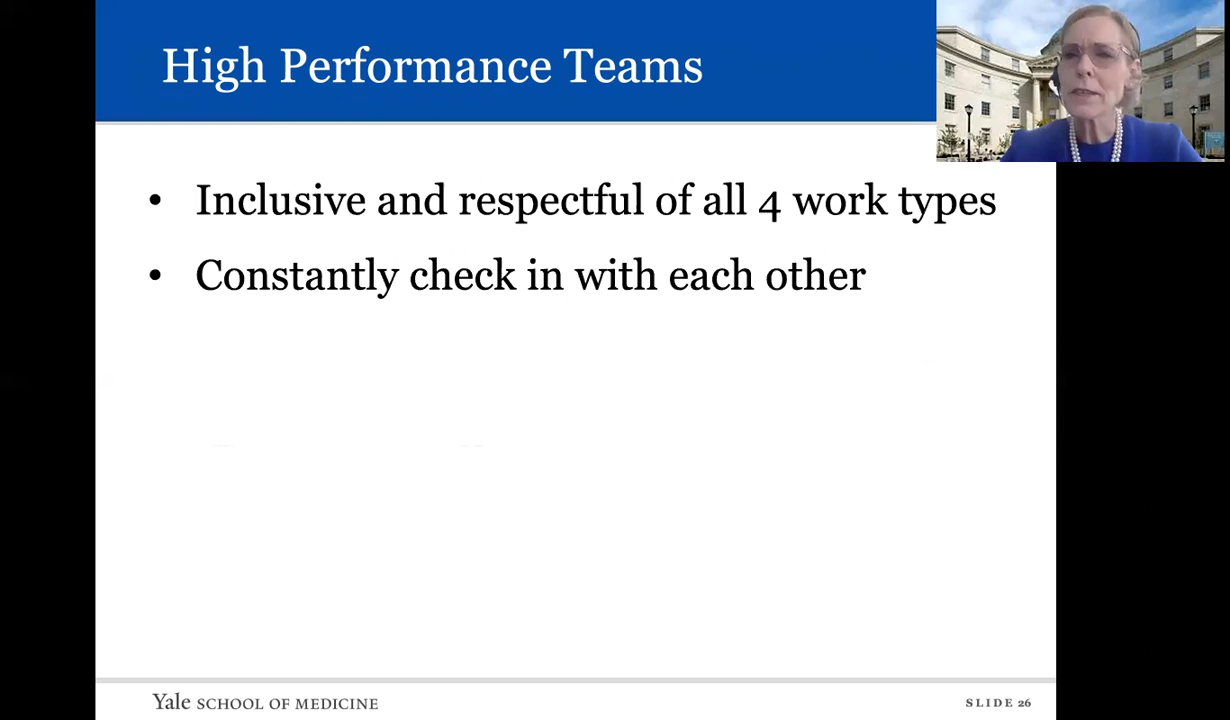 High Performance Teams
• Inclusive and respectful of all 4 work types
• Constantly check in with each other
Yale SCHOOL OF MEDICINE
SLIDE 26